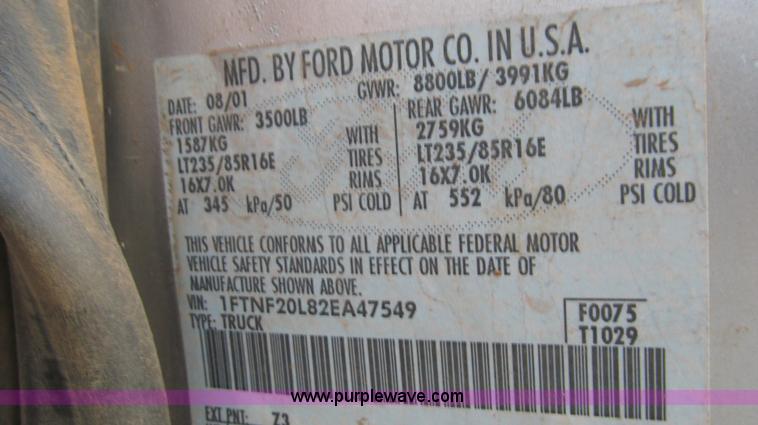 MFD. BY FORD MOTOR CO. IN U.S.A.
DATE: 08/01 GVWR: 8800LB/ 3991KG
FRONT GAWR: 3500LB REAR GAWR: 6084LB
1587KG WITH 2759KG WITH
LT235/85R16E TIRES LT235/85R16E TIRES
16X7.0K RIMS 16X7.0K RIMS
AT 345 kPa/50 PSI COLD AT 552 kPa/80 PSI COLD
THIS VEHICLE CONFORMS TO ALL APPLICABLE FEDERAL MOTOR
VEHICLE SAFETY STANDARDS IN EFFECT ON THE DATE OF
MANUFACTURE SHOWN ABOVE.
VIN: 1FTNF20L82EA47549 F0075
TYPE: TRUCK T1029
www.purplewave.com
EXT PNT: Z3